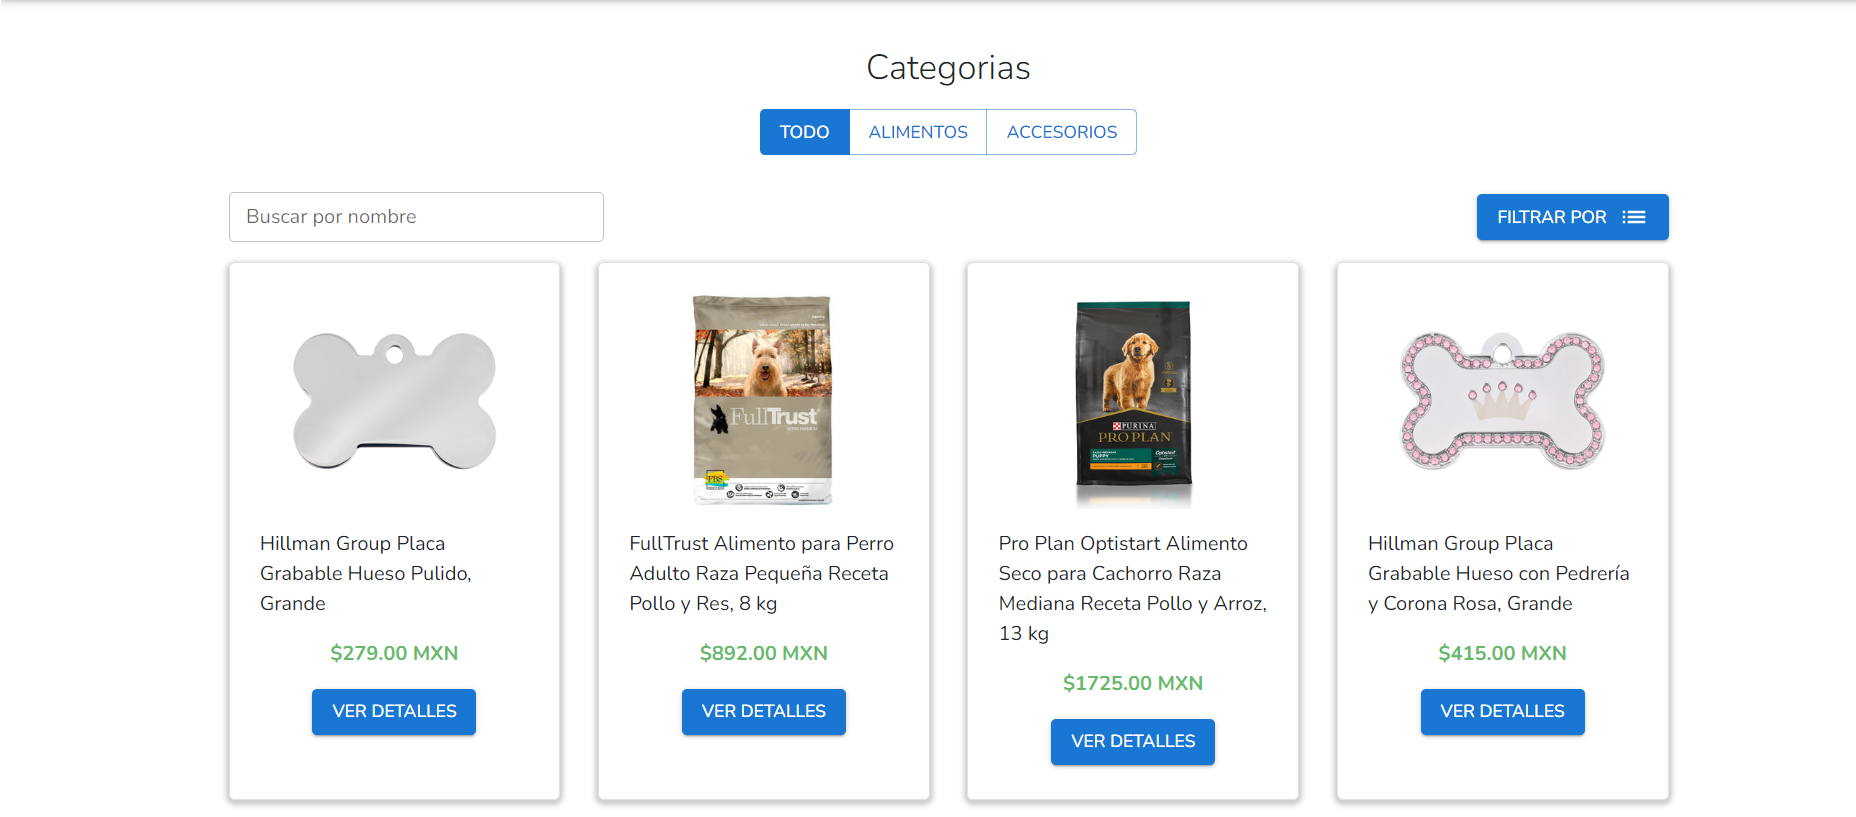 Categorias
TODO
ALIMENTOS
ACCESORIOS
Buscar por nombre
FILTRAR POR
FullTrust
FBS
PURINA
PRO PLAN
PUPPY
Optistart
Hillman Group Placa
Grabable Hueso Pulido,
Grande
$279.00 MXN
VER DETALLES
FullTrust Alimento para Perro
Adulto Raza Pequeña Receta
Pollo y Res, 8 kg
$892.00 MXN
VER DETALLES
Pro Plan Optistart Alimento
Seco para Cachorro Raza
Mediana Receta Pollo y Arroz,
13 kg
$1725.00 MXN
VER DETALLES
Hillman Group Placa
Grabable Hueso con Pedrería
y Corona Rosa, Grande
$415.00 MXN
VER DETALLES